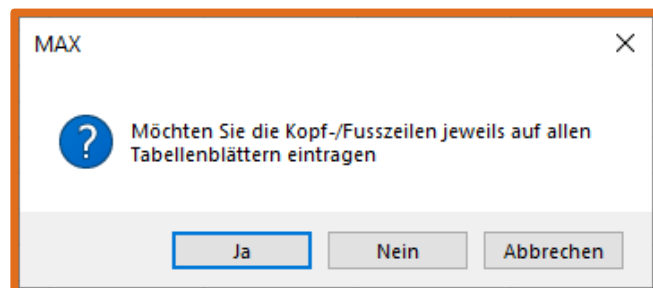 MAX
Möchten Sie die Kopf-/Fusszeilen jeweils auf allen
Tabellenblättern eintragen
Ja Nein Abbrechen